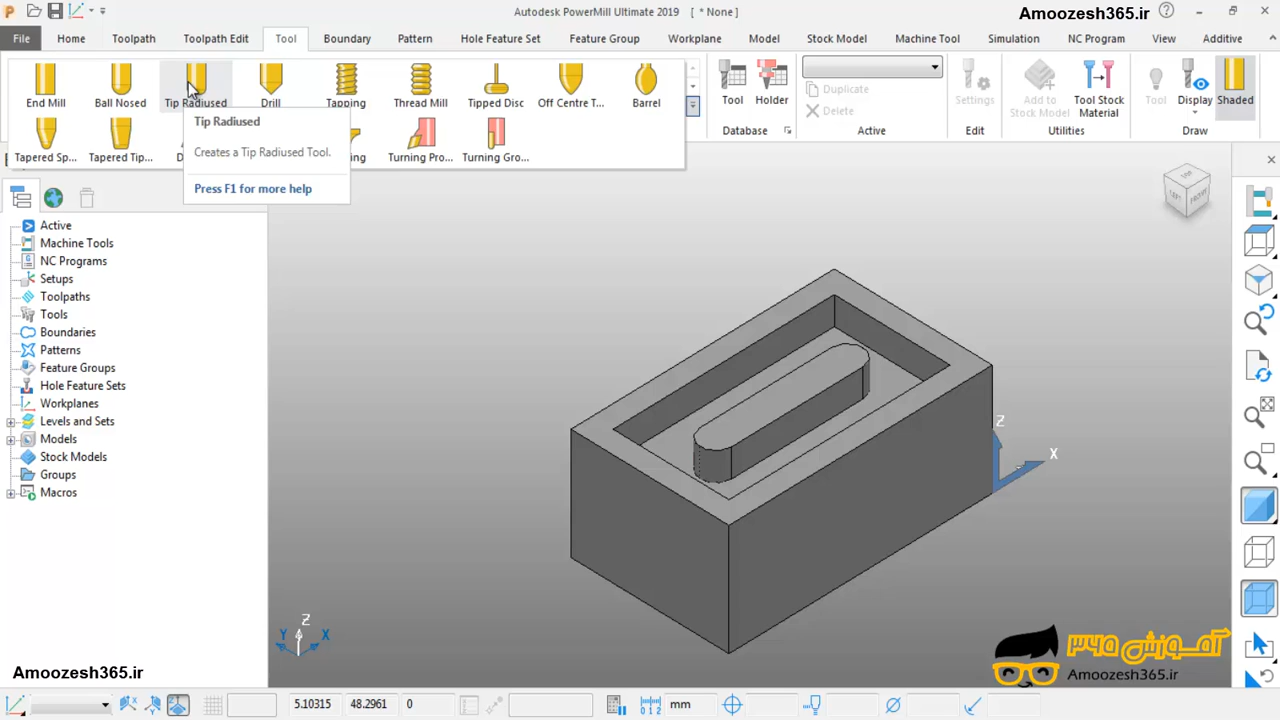 Autodesk PowerMill Ultimate 2019 [ * None ]
Amoozesh365.ir
File Home Toolpath Toolpath Edit Tool Boundary Pattern Hole Feature Set Feature Group Workplane Model Stock Model Machine Tool Simulation NC Program View Additive
End Mill Ball Nosed Tip Radiused Drill Tapping Thread Mill Tipped Disc Off Centre T... Barrel
Tapered Sp... Tapered Tip... Turning Pro... Turning Gro...
Tip Radiused
Creates a Tip Radiused Tool.
Press F1 for more help
Tool Holder
Database
Duplicate
Delete
Active
Settings
Edit
Add to Stock Model
Tool Stock Material
Utilities
Tool Display Shaded
Draw
Active
Machine Tools
NC Programs
Setups
Toolpaths
Tools
Boundaries
Patterns
Feature Groups
Hole Feature Sets
Workplanes
Levels and Sets
Models
Stock Models
Groups
Macros
TOP
LEFT
FRONT
Z
X
Z
Y
X
Amoozesh365.ir
آموزش ۳۶۵
Amoozesh365.ir
5.10315 48.2961 0 mm